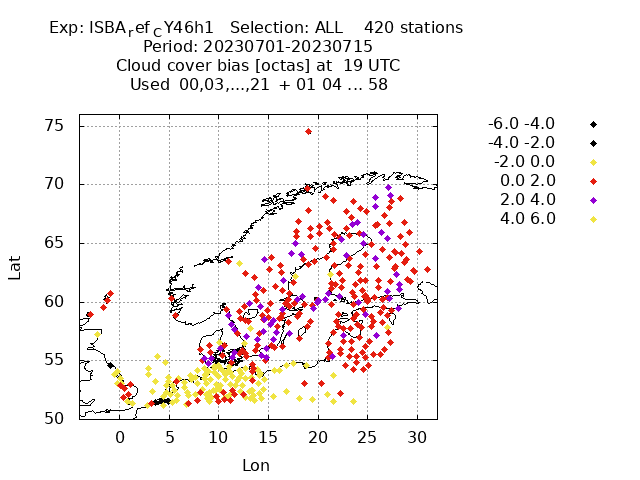 Exp: ISBA_ref_CY46h1 Selection: ALL 420 stations
Period: 20230701-20230715
Cloud cover bias [octas] at 19 UTC
Used 00,03,...,21 + 01 04 ... 58
-6.0 -4.0
-4.0 -2.0
-2.0 0.0
0.0 2.0
2.0 4.0
4.0 6.0
75
70
65
60
55
50
Lat
0 5 10 15 20 25 30
Lon